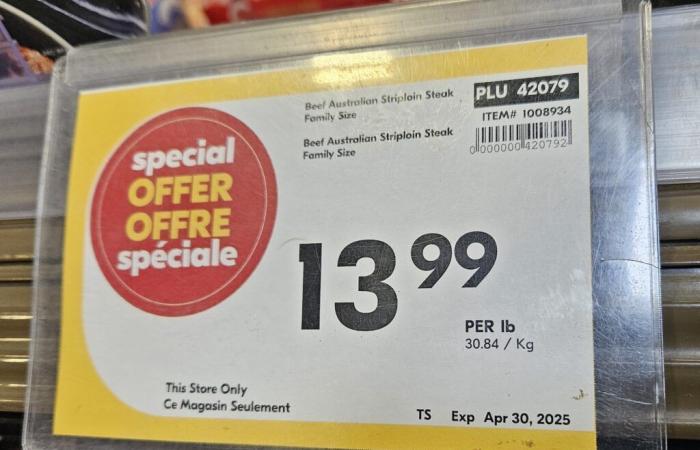 special
OFFER
OFFRE
spéciale
Beef Australian Striploin Steak
Family Size
Beef Australian Striploin Steak
Family Size
PLU 42079
ITEM# 1008934
0 000000 420792
13 99
PER lb
30.84 / Kg
This Store Only
Ce Magasin Seulement
TS Exp Apr 30, 2025